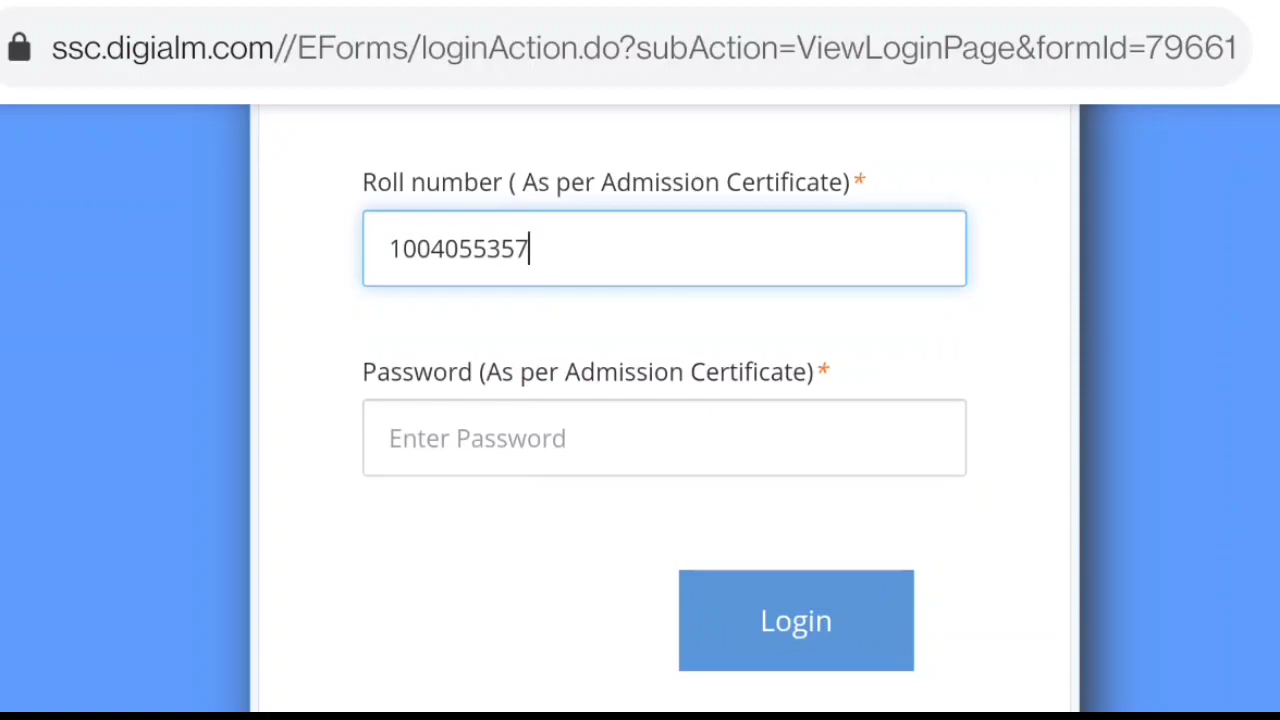 ssc.digialm.com//EForms/loginAction.do?subAction=ViewLoginPage&formId=79661
Roll number ( As per Admission Certificate)*
1004055357
Password (As per Admission Certificate)*
Enter Password
Login